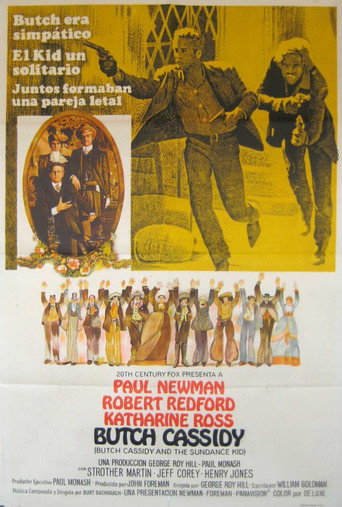 Butch era
simpático
El Kid un
solitario
Juntos formaban
una pareja letal
20TH CENTURY FOX PRESENTA A
PAUL NEWMAN
ROBERT REDFORD
KATHARINE ROSS
BUTCH CASSIDY
(BUTCH CASSIDY AND THE SUNDANCE KID)
UNA PRODUCCION GEORGE ROY HILL - PAUL MONASH
CON STROTHER MARTIN · JEFF COREY · HENRY JONES
Productor Ejecutivo PAUL MONASH · Producida por JOHN FOREMAN · Dirigida por GEORGE ROY HILL · Escrita por WILLIAM GOLDMAN
Música Compuesta y Dirigida por BURT BACHARACH · UNA PRESENTACION NEWMAN-FOREMAN · PANAVISION® COLOR por DE LUXE